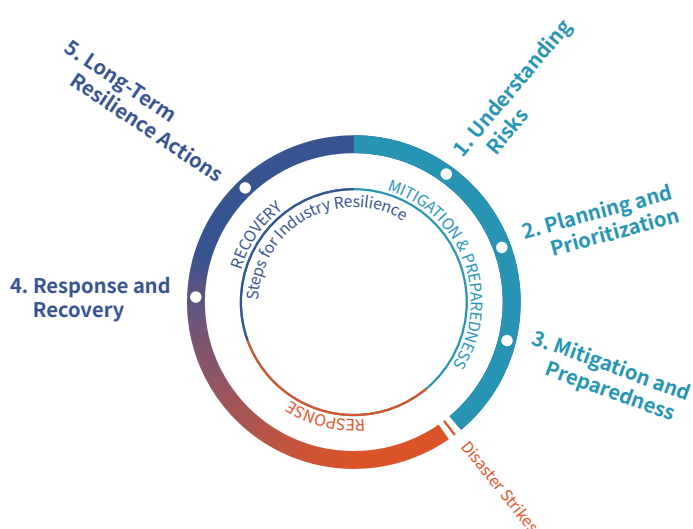 1. Understanding
Risks
2. Planning and
Prioritization
3. Mitigation and
Preparedness
Disaster Strikes
4. Response and
Recovery
5. Long-Term
Resilience Actions
MITIGATION & PREPAREDNESS
RESPONSE
RECOVERY
Steps for Industry Resilience